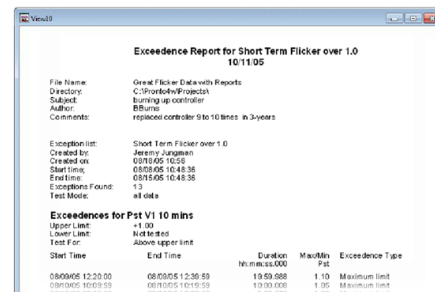 View10
Exceedence Report for Short Term Flicker over 1.0
10/11/05
File Name: Great Flicker Data with Reports
Directory: C:\Pronto4w\Projects\
Subject: burning up controller
Author: BBurns
Comments: replaced controller 9 to 10 times in 3-years
Exception list: Short Term Flicker over 1.0
Created by: Jeremy Jungman
Created on: 08/18/05 10:56
Start time; 08/08/05 10:48:36
End time: 08/15/05 10:48:36
Exceptions Found: 13
Test Mode: all data
Exceedences for Pst V1 10 mins
Upper Limit: +1.00
Lower Limit: Not tested
Test For: Above upper limit
Start Time End Time Duration Max/Min Exceedence Type
hh:mm:ss.000 Pst
08/09/05 12:20:00 08/09/05 12:39:59 19:59.988 1.10 Maximum limit
08/10/05 10:09:59 08/10/05 10:19:59 10:00.008 1.05 Maximum limit